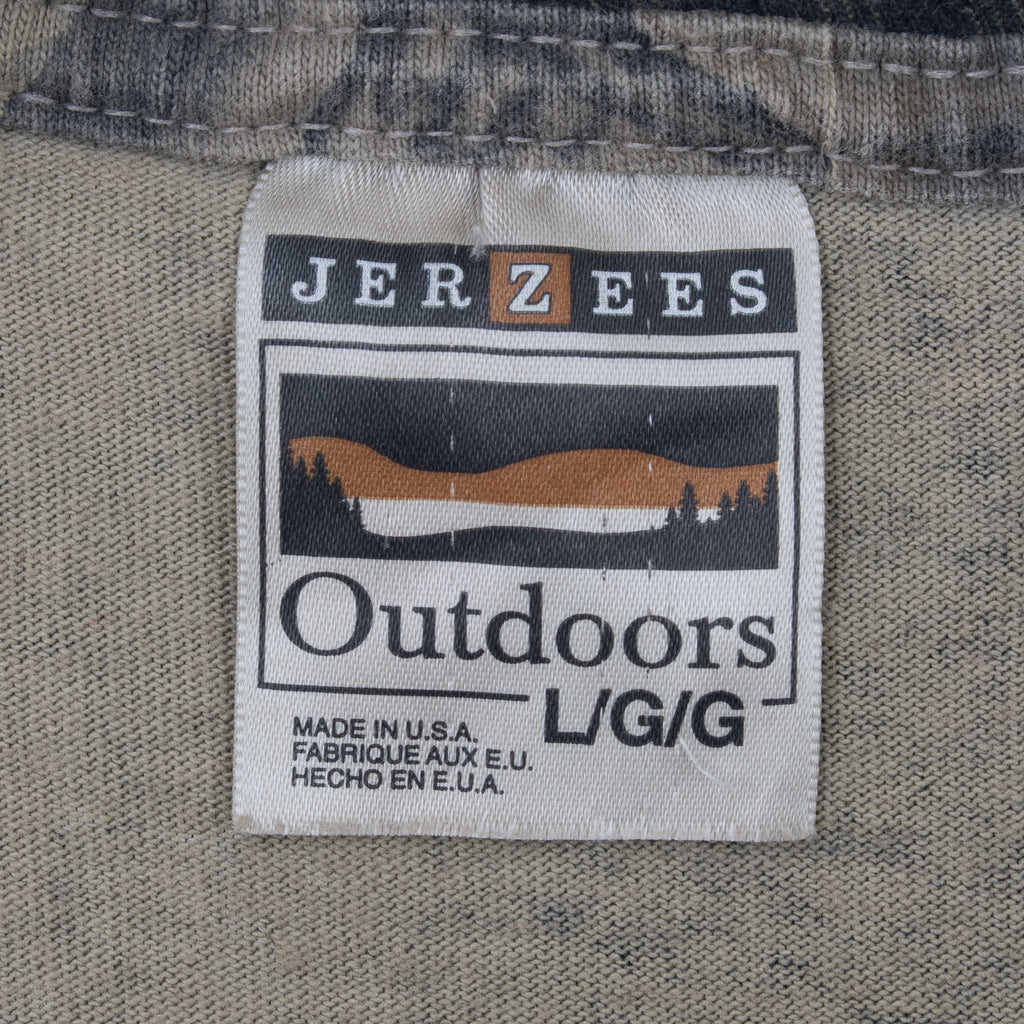 JERZEES
Outdoors
L/G/G
MADE IN U.S.A.
FABRIQUE AUX E.U.
HECHO EN E.U.A.